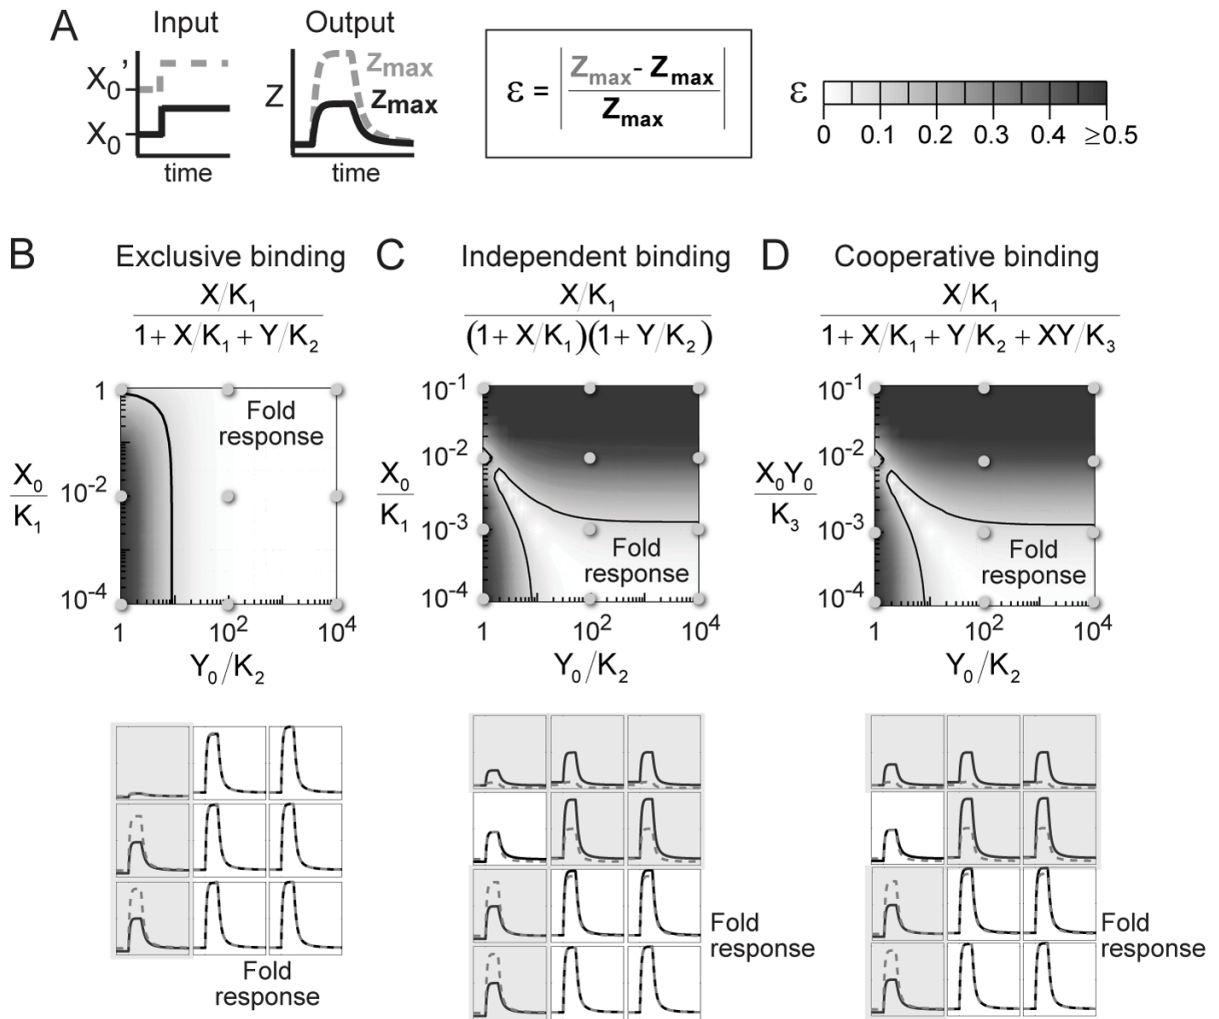 A
Input
Output
X0'
X0
time
Z
Zmax
Zmax
time
ε = | Zmax - Zmax / Zmax |
ε
0 0.1 0.2 0.3 0.4 ≥0.5
B
Exclusive binding
X/K1
1 + X/K1 + Y/K2
1
10^-2
10^-4
X0
K1
Fold
response
1 10^2 10^4
Y0/K2
Fold
response
C
Independent binding
X/K1
(1 + X/K1)(1 + Y/K2)
10^-1
10^-2
10^-3
10^-4
X0
K1
Fold
response
1 10^2 10^4
Y0/K2
Fold
response
D
Cooperative binding
X/K1
1 + X/K1 + Y/K2 + XY/K3
10^-1
10^-2
10^-3
10^-4
X0Y0
K3
Fold
response
1 10^2 10^4
Y0/K2
Fold
response